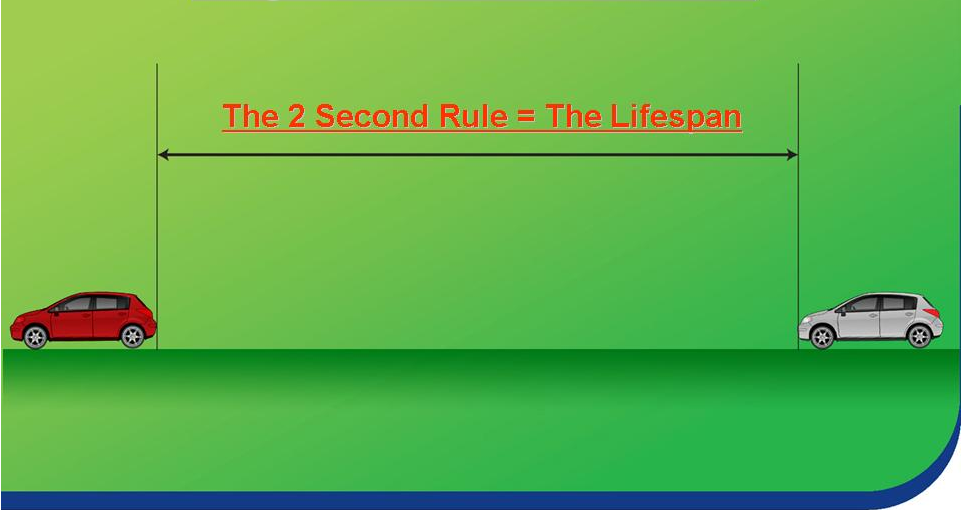 The 2 Second Rule = The Lifespan